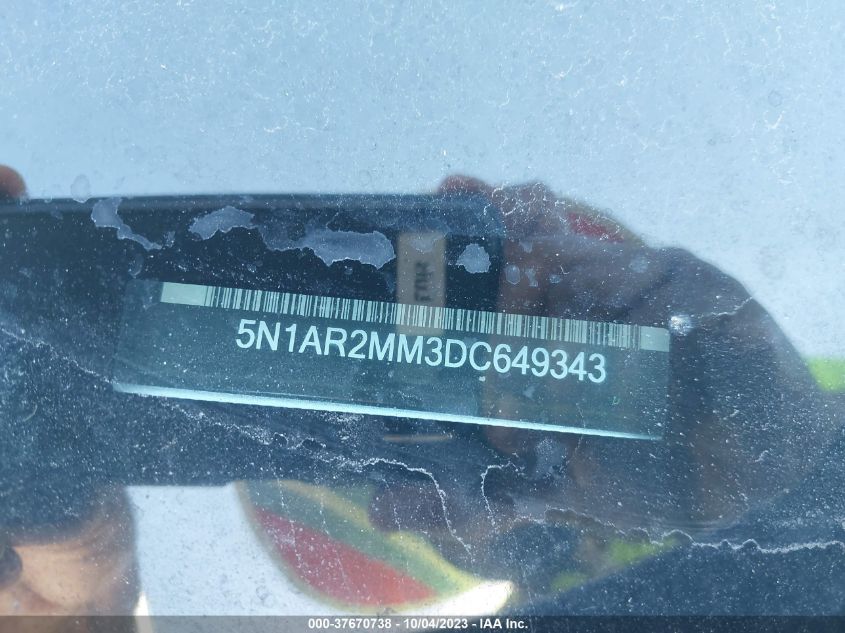 5N1AR2MM3DC649343
000-37670738 - 10/04/2023 - IAA Inc.